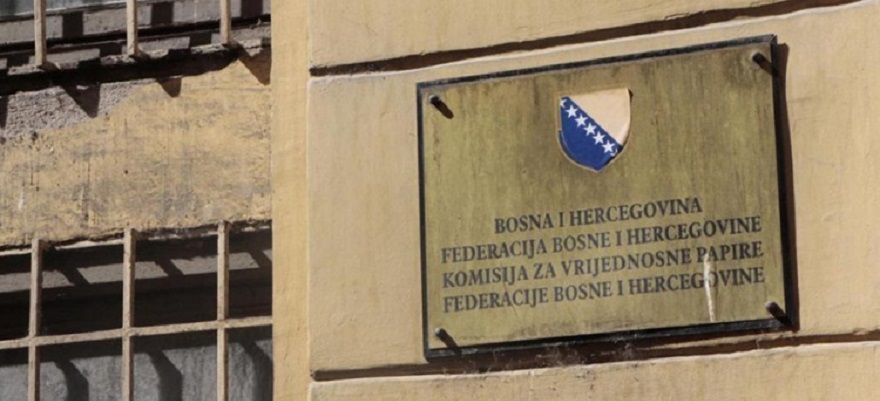 BOSNA I HERCEGOVINA
FEDERACIJA BOSNE I HERCEGOVINE
KOMISIJA ZA VRIJEDNOSNE PAPIRE
FEDERACIJE BOSNE I HERCEGOVINE